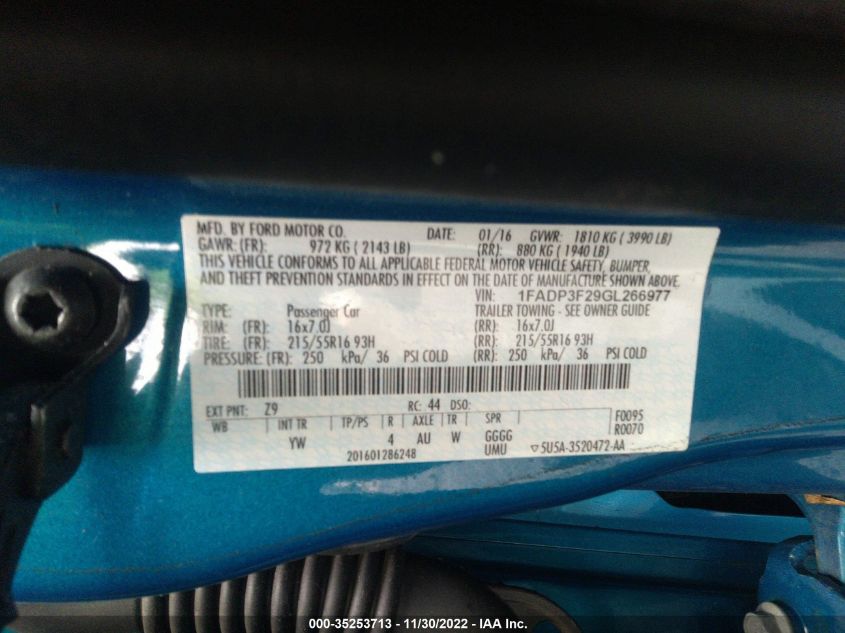 MFD. BY FORD MOTOR CO. DATE: 01/16 GVWR: 1810 KG ( 3990 LB)
GAWR: (FR): 972 KG ( 2143 LB) (RR): 880 KG ( 1940 LB)
THIS VEHICLE CONFORMS TO ALL APPLICABLE FEDERAL MOTOR VEHICLE SAFETY, BUMPER,
AND THEFT PREVENTION STANDARDS IN EFFECT ON THE DATE OF MANUFACTURE SHOWN ABOVE.
VIN: 1FADP3F29GL266977
TYPE: Passenger Car TRAILER TOWING - SEE OWNER GUIDE
RIM: (FR): 16x7.0J (RR): 16x7.0J
TIRE: (FR): 215/55R16 93H (RR): 215/55R16 93H
PRESSURE: (FR): 250 kPa/ 36 PSI COLD (RR): 250 kPa/ 36 PSI COLD
EXT PNT: Z9 RC: 44 DSO: F0095
WB INT TR TP/PS R AXLE TR SPR R0070
YW 4 AU W GGGG
201601286248 UMU ▽5U5A-3520472-AA
000-35253713 - 11/30/2022 - IAA Inc.